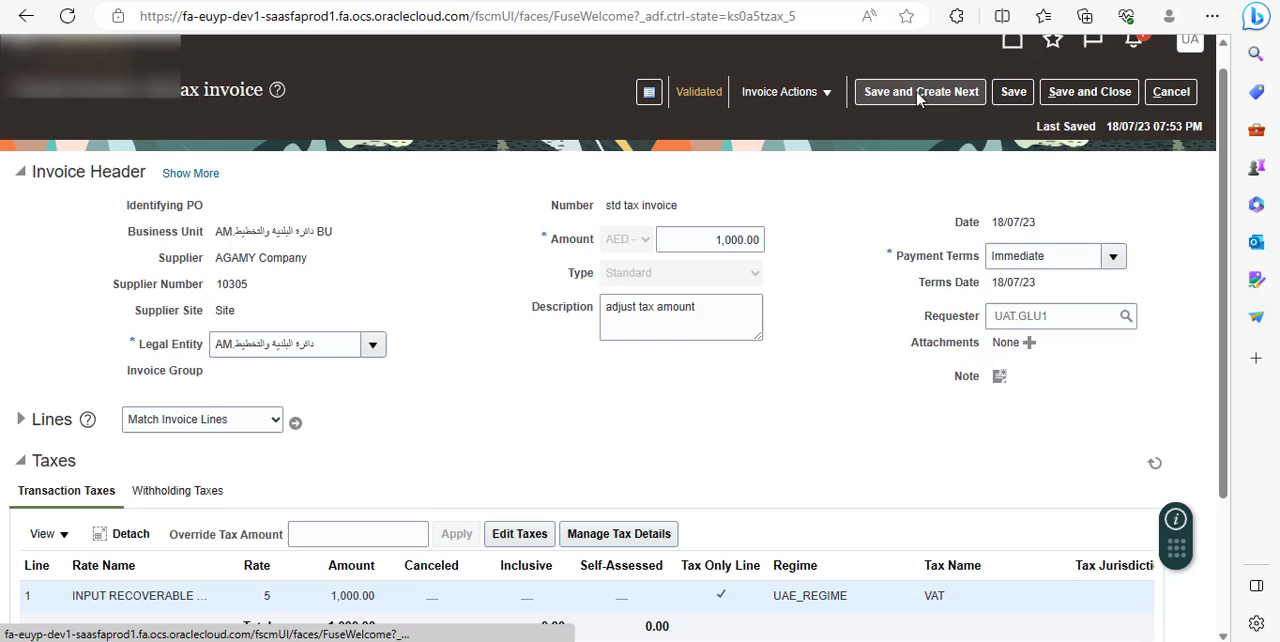 https://fa-euyp-dev1-saasfaprod1.fa.ocs.oraclecloud.com/fscmUI/faces/FuseWelcome?_adf.ctrl-state=ks0a5tzax_5
UA
ax invoice ?
Validated Invoice Actions Save and Create Next Save Save and Close Cancel
Last Saved 18/07/23 07:53 PM
Invoice Header Show More
Identifying PO
Business Unit AM.دائرة البلدية والتخطيط BU
Supplier AGAMY Company
Supplier Number 10305
Supplier Site Site
* Legal Entity AM.دائرة البلدية والتخطيط
Invoice Group
Number std tax invoice
* Amount AED - 1,000.00
Type Standard
Description adjust tax amount
Date 18/07/23
* Payment Terms Immediate
Terms Date 18/07/23
Requester UAT.GLU1
Attachments None
Note
Lines ? Match Invoice Lines
Taxes
Transaction Taxes Withholding Taxes
View Detach Override Tax Amount Apply Edit Taxes Manage Tax Details
Line Rate Name Rate Amount Canceled Inclusive Self-Assessed Tax Only Line Regime Tax Name Tax Jurisdicti
1 INPUT RECOVERABLE ... 5 1,000.00 UAE_REGIME VAT
0.00
fa-euyp-dev1-saasfaprod1.fa.ocs.oraclecloud.com/fscmUI/faces/FuseWelcome?_...